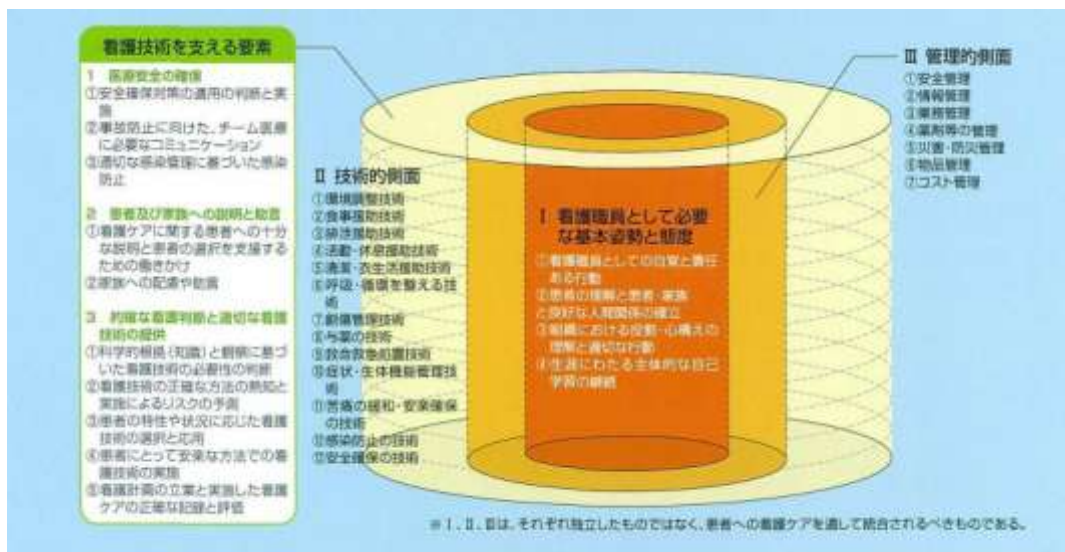 看護技術を支える要素
1 医療安全の確保
①安全確保対策の適用の判断と実
施
②事故防止に向けた、チーム医療
に必要なコミュニケーション
③適切な感染管理に基づいた感染
防止
2 患者及び家族への説明と助言
①看護ケアに関する患者への十分
な説明と患者の選択を支援する
ための働きかけ
②家族への配慮や助言
3 的確な看護判断と適切な看護
技術の提供
①科学的根拠(知識)と観察に基づ
いた看護技術の必要性の判断
②看護技術の正確な方法の熟知と
実施によるリスクの予測
③患者の特性や状況に応じた看護
技術の選択と応用
④患者にとって安楽な方法での看
護技術の実施
⑤看護計画の立案と実施した看護
ケアの正確な記録と評価
Ⅱ 技術的側面
①環境調整技術
②食事援助技術
③排泄援助技術
④活動・休息援助技術
⑤清潔・衣生活援助技術
⑥呼吸・循環を整える技
術
⑦創傷管理技術
⑧与薬の技術
⑨救命救急処置技術
⑩症状・生体機能管理技
術
⑪苦痛の緩和・安楽確保
の技術
⑫感染防止の技術
⑬安全確保の技術
Ⅰ 看護職員として必要
な基本姿勢と態度
①看護職員としての自覚と責任
ある行動
②患者の理解と患者・家族
と良好な人間関係の確立
③組織における役割・心構えの
理解と適切な行動
④生涯にわたる主体的な自己
学習の継続
Ⅲ 管理的側面
①安全管理
②情報管理
③業務管理
④薬剤等の管理
⑤災害・防災管理
⑥物品管理
⑦コスト管理
※Ⅰ、Ⅱ、Ⅲは、それぞれ独立したものではなく、患者への看護ケアを通して統合されるべきものである。